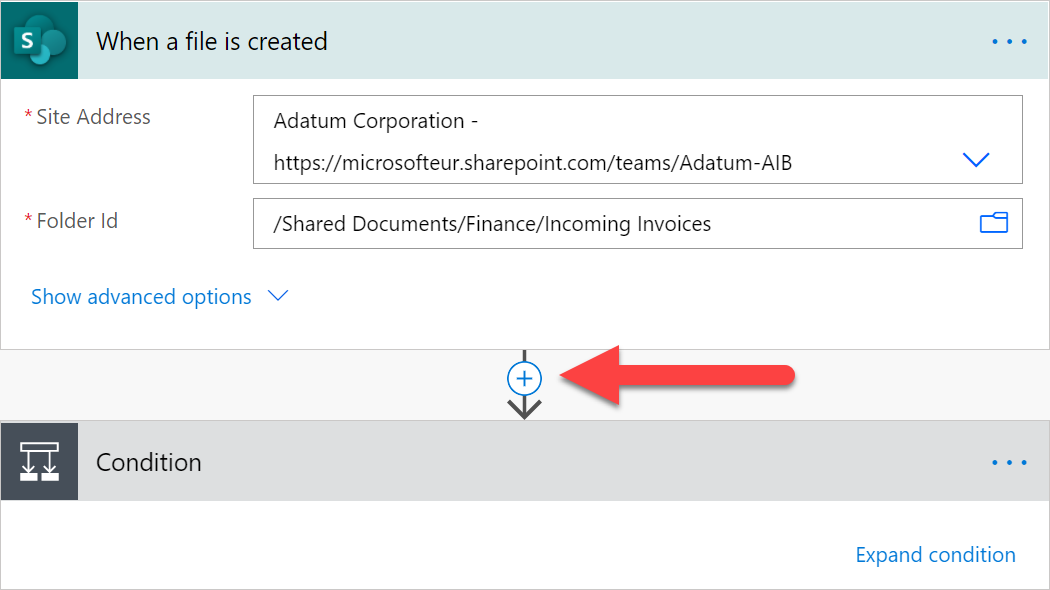 S
When a file is created
* Site Address
Adatum Corporation -
https://microsofteur.sharepoint.com/teams/Adatum-AIB
* Folder Id
/Shared Documents/Finance/Incoming Invoices
Show advanced options
Condition
Expand condition